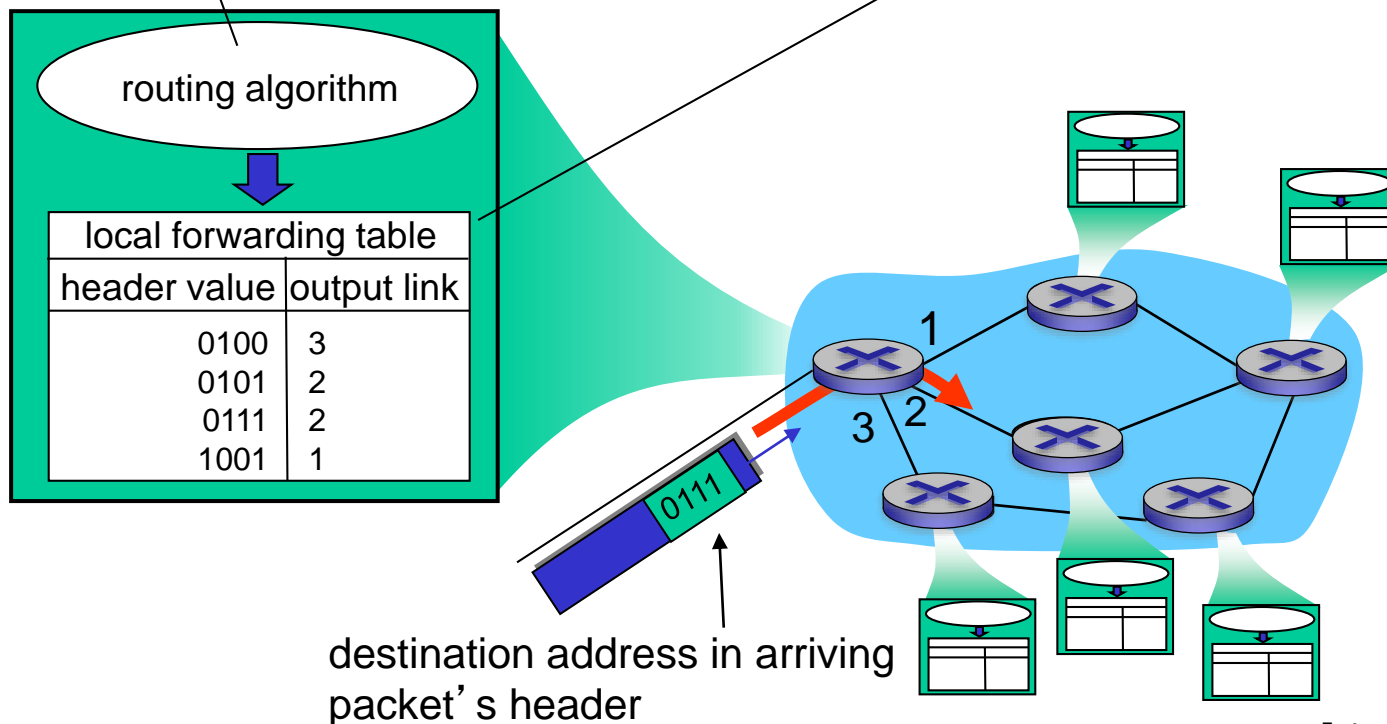 routing algorithm
local forwarding table
header value output link
0100 3
0101 2
0111 2
1001 1
1
2
3
0111
destination address in arriving
packet’s header